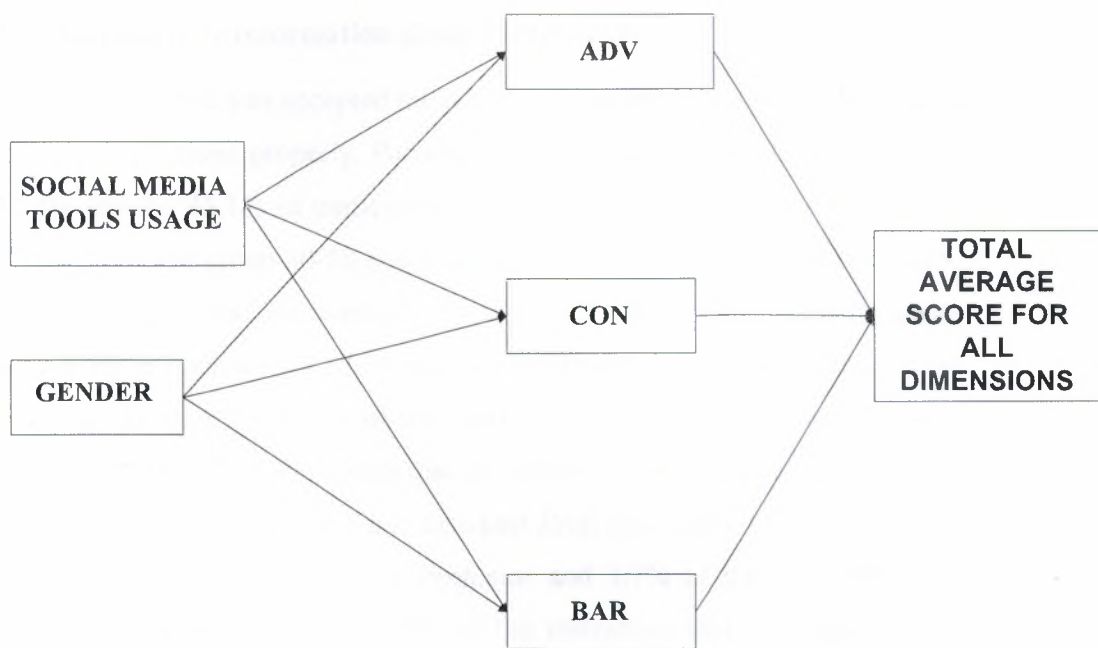 ADV
SOCIAL MEDIA
TOOLS USAGE
CON
TOTAL
AVERAGE
SCORE FOR
ALL
DIMENSIONS
GENDER
BAR